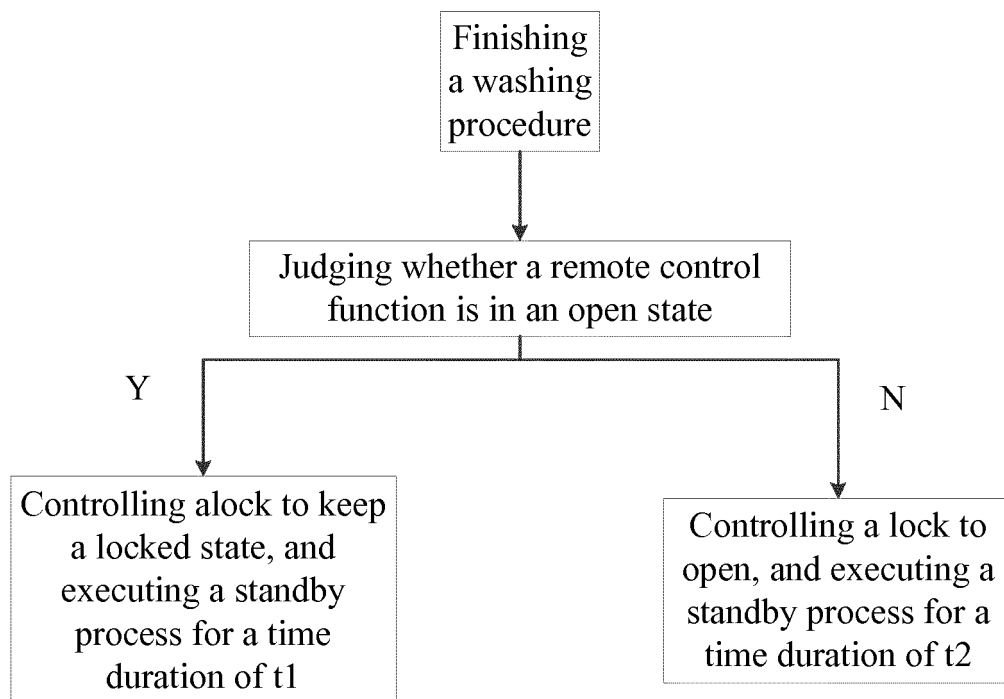 Finishing
a washing
procedure
Judging whether a remote control
function is in an open state
Y
N
Controlling alock to keep
a locked state, and
executing a standby
process for a time
duration of t1
Controlling a lock to
open, and executing a
standby process for a
time duration of t2